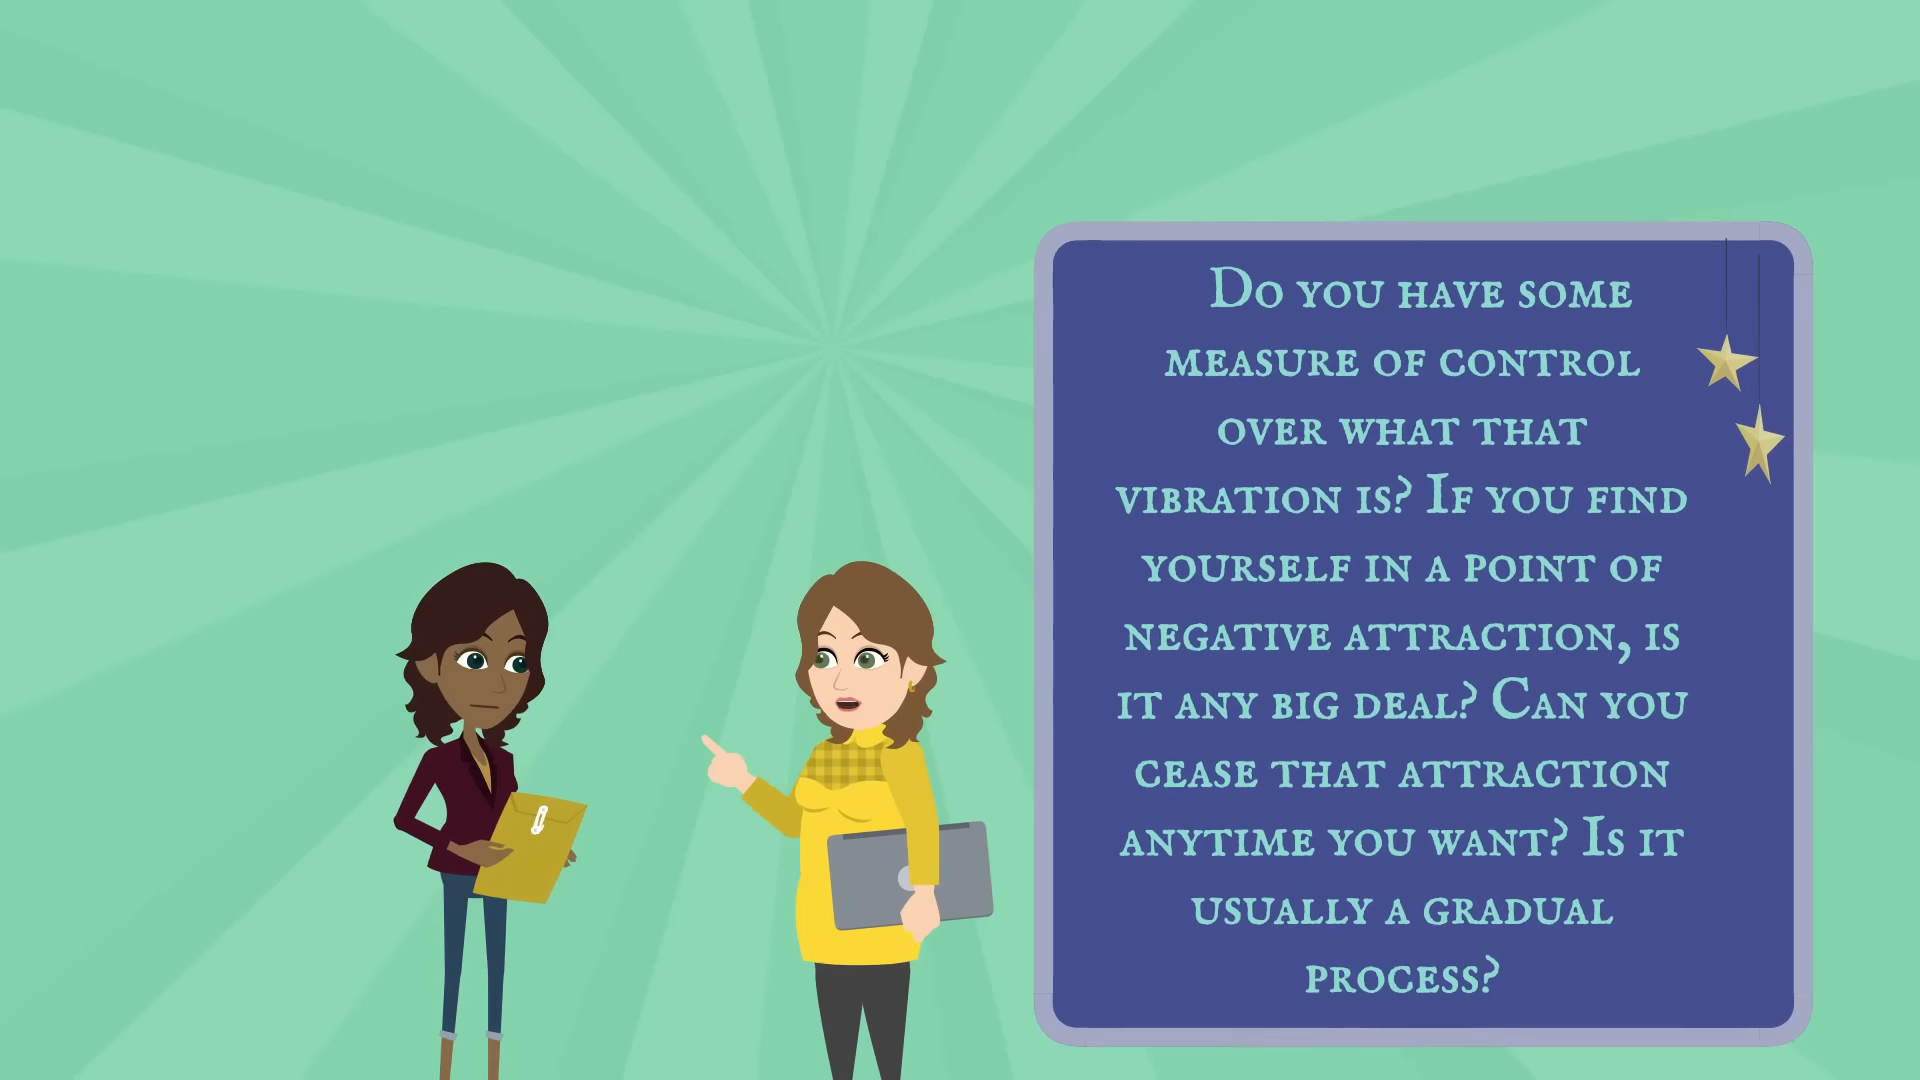 Do you have some
measure of control
over what that
vibration is? If you find
yourself in a point of
negative attraction, is
it any big deal? Can you
cease that attraction
anytime you want? Is it
usually a gradual
process?